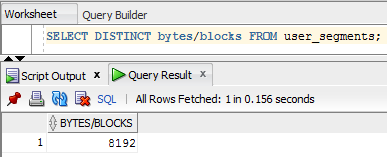 Worksheet Query Builder
SELECT DISTINCT bytes/blocks FROM user_segments;
Script Output x Query Result x
SQL | All Rows Fetched: 1 in 0.156 seconds
BYTES/BLOCKS
1 8192